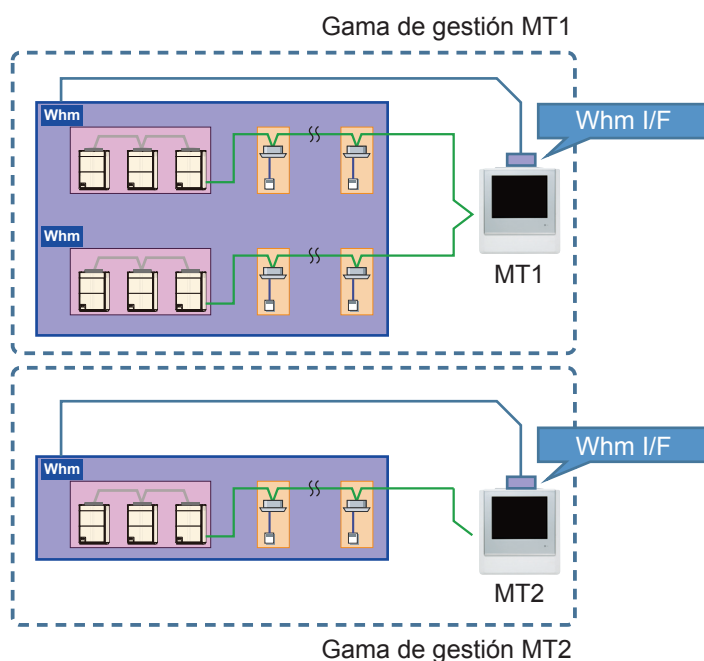 Gama de gestión MT1
Whm
Whm I/F
Whm
MT1
Whm
Whm I/F
MT2
Gama de gestión MT2